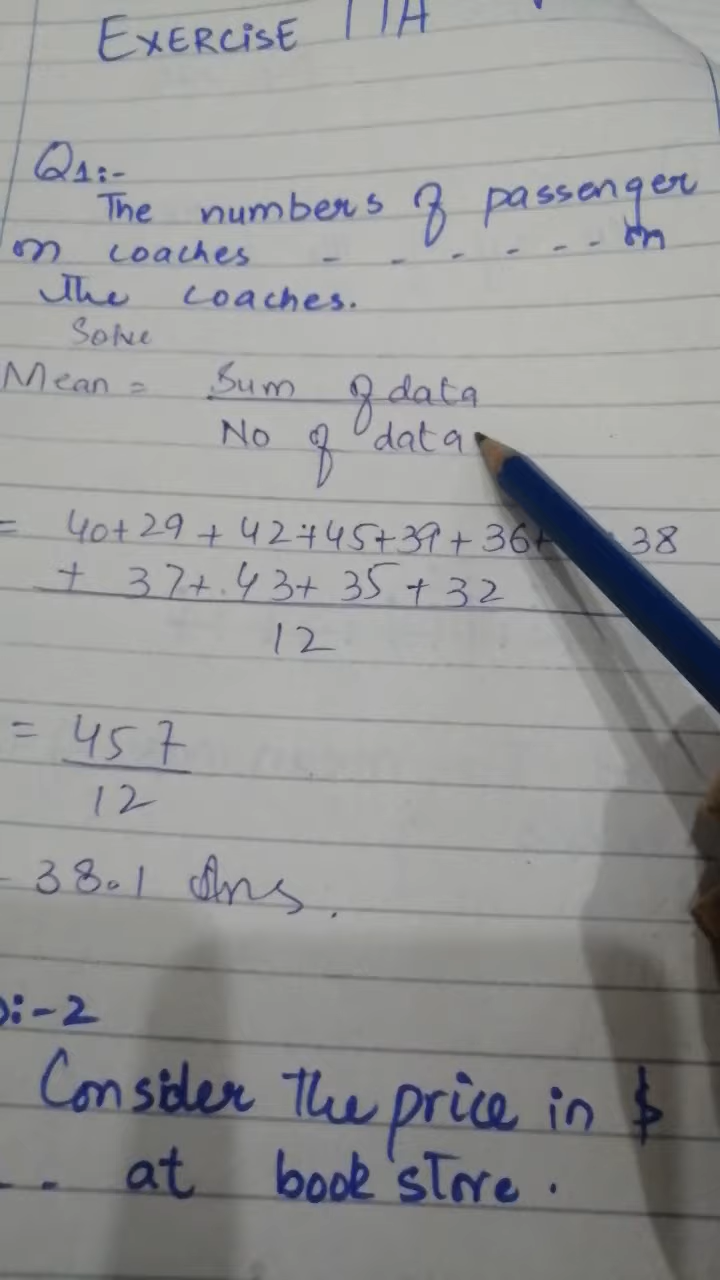 EXERCISE 11A
Q1:-
The numbers of passenger
on coaches - - - - - - on
The coaches.
Solve
Mean = Sum of data
No of data
= 40+29+42+45+39+36+ 38
+ 37+43+35+32
12
= 457
12
38.1 Ans.
:-2
Consider the price in $
.. at book store.